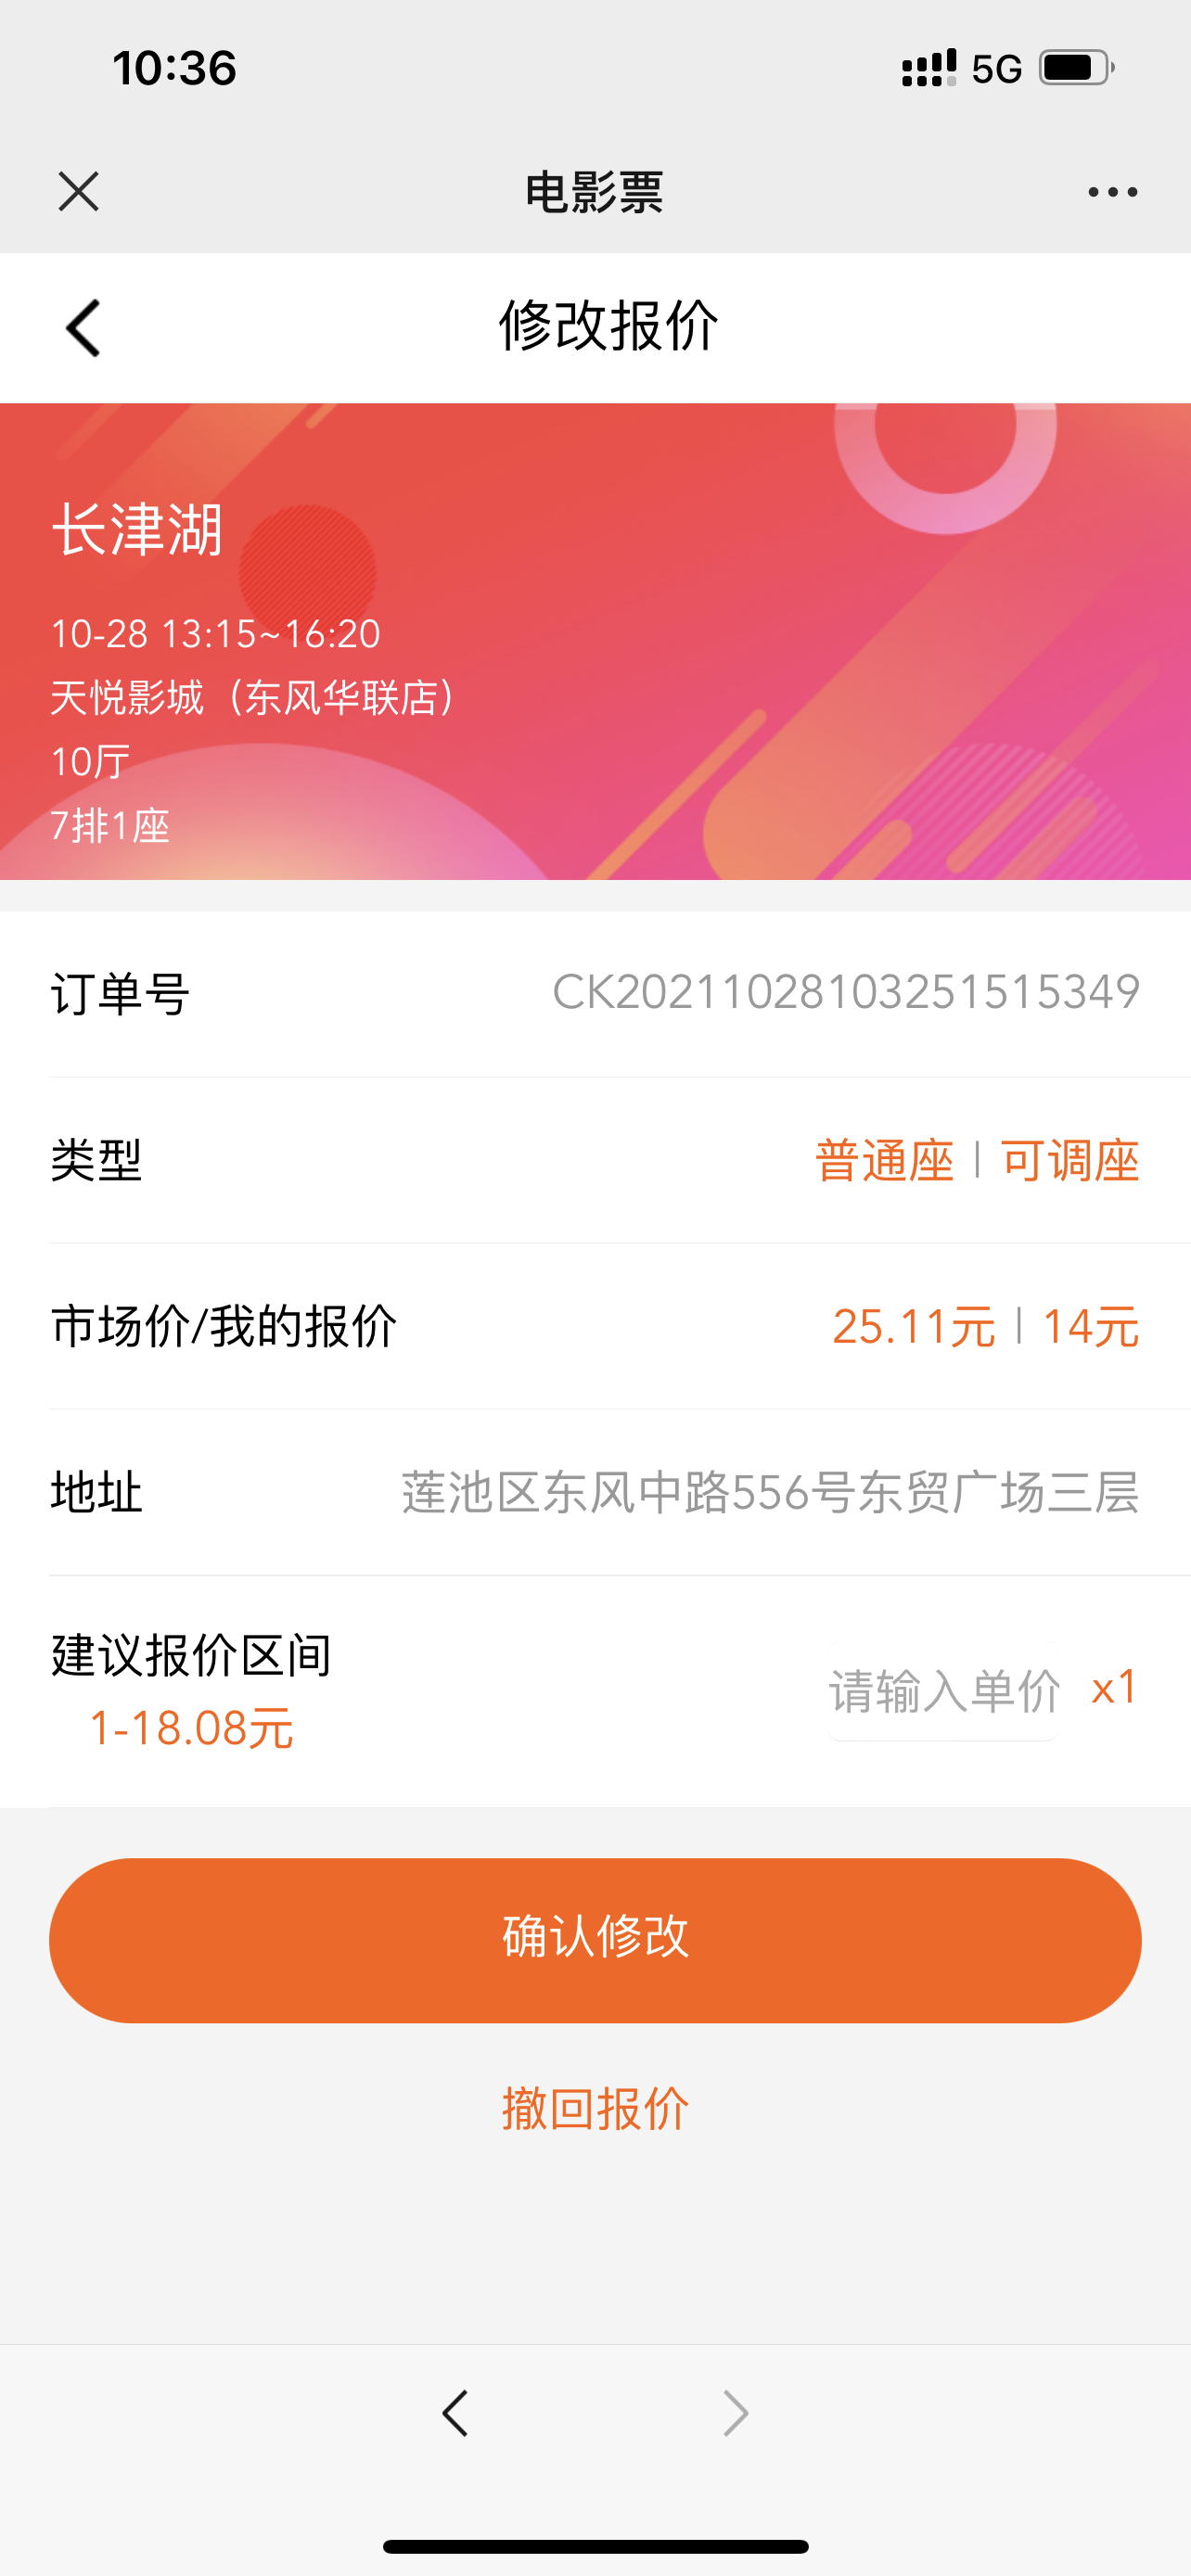 10:36
5G
电影票
修改报价
长津湖
10-28 13:15~16:20
天悦影城（东风华联店）
10厅
7排1座
订单号 CK20211028103251515349
类型 普通座 | 可调座
市场价/我的报价 25.11元 | 14元
地址 莲池区东风中路556号东贸广场三层
建议报价区间
1-18.08元
请输入单价 x1
确认修改
撤回报价